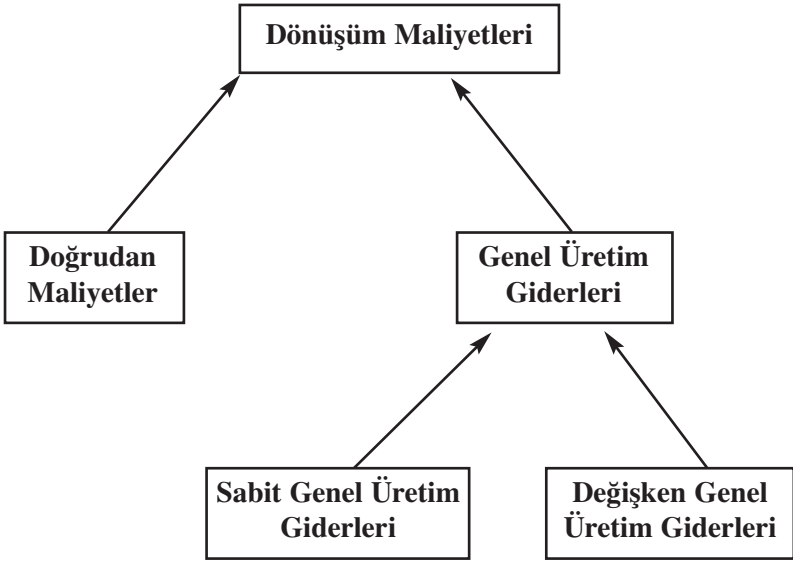 Dönüşüm Maliyetleri
Doğrudan
Maliyetler
Genel Üretim
Giderleri
Sabit Genel Üretim
Giderleri
Değişken Genel
Üretim Giderleri